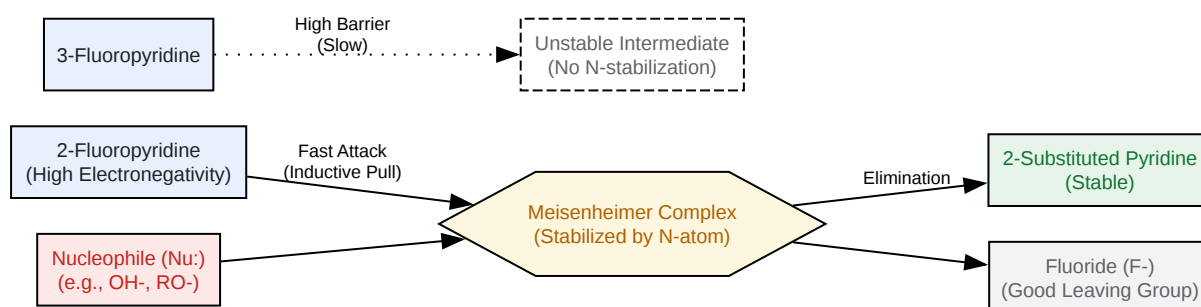 3-Fluoropyridine
High Barrier
(Slow)
Unstable Intermediate
(No N-stabilization)
2-Fluoropyridine
(High Electronegativity)
Fast Attack
(Inductive Pull)
Nucleophile (Nu:)
(e.g., OH-, RO-)
Meisenheimer Complex
(Stabilized by N-atom)
Elimination
2-Substituted Pyridine
(Stable)
Fluoride (F-)
(Good Leaving Group)